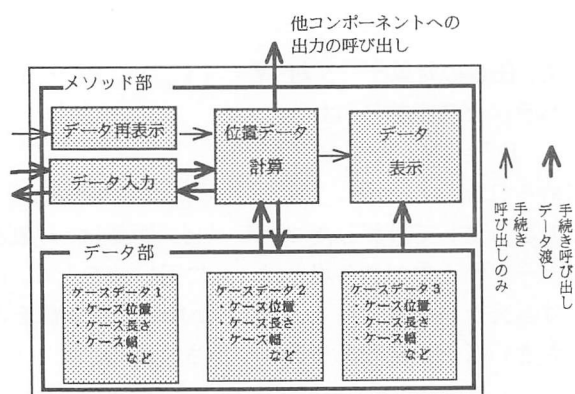 他コンポーネントへの
出力の呼び出し
メソッド部
データ再表示
データ入力
位置データ
計算
データ
表示
データ部
ケースデータ1
・ケース位置
・ケース長さ
・ケース幅
など
ケースデータ2
・ケース位置
・ケース長さ
・ケース幅
など
ケースデータ3
・ケース位置
・ケース長さ
・ケース幅
など
手続き
呼び出しのみ
手続き呼び出し
データ渡し